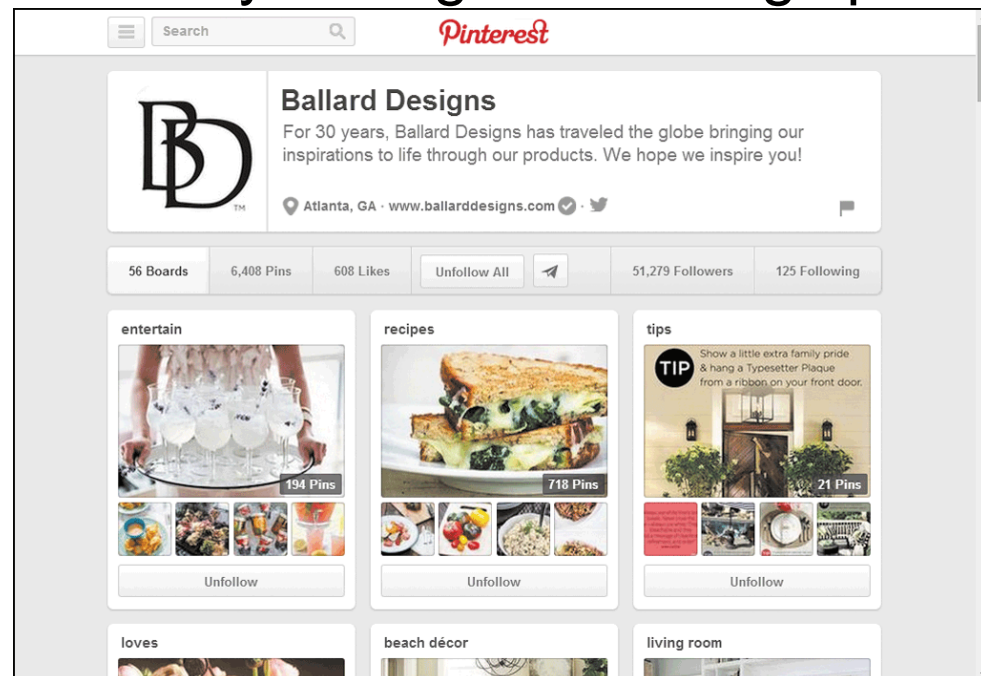 Search
Pinterest
BD
TM
Ballard Designs
For 30 years, Ballard Designs has traveled the globe bringing our
inspirations to life through our products. We hope we inspire you!
Atlanta, GA · www.ballarddesigns.com ·
56 Boards
6,408 Pins
608 Likes
Unfollow All
51,279 Followers
125 Following
entertain
194 Pins
Unfollow
recipes
718 Pins
Unfollow
tips
TIP
Show a little extra family pride
& hang a Typesetter Plaque
from a ribbon on your front door.
21 Pins
Unfollow
loves
beach décor
living room